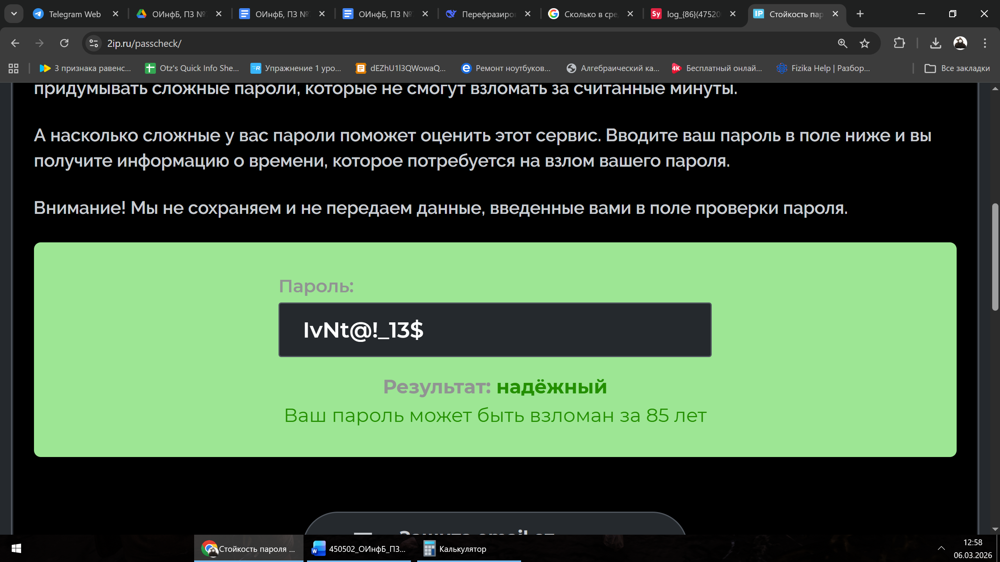 Telegram Web
ОИнфБ, ПЗ №
ОИнфБ, ПЗ №
ОИнфБ, ПЗ №
Перефразиро
Сколько в сре
Sy log_{86}(47520
IP Стойкость пар
2ip.ru/passcheck/
3 признака равенс...
Otz's Quick Info She...
Упражнение 1 уро...
dEZhU1l3QWowaQ...
Ремонт ноутбуков...
Алгебраический ка...
4K Бесплатный онлай...
Fizika Help | Разбор...
Все закладки
придумывать сложные пароли, которые не смогут взломать за считанные минуты.
А насколько сложные у вас пароли поможет оценить этот сервис. Вводите ваш пароль в поле ниже и вы
получите информацию о времени, которое потребуется на взлом вашего пароля.
Внимание! Мы не сохраняем и не передаем данные, введенные вами в поле проверки пароля.
Пароль:
IvNt@!_13$
Результат: надёжный
Ваш пароль может быть взломан за 85 лет
Стойкость пароля ...
450502_ОИнфБ_ПЗ...
Калькулятор
12:58
06.03.2026